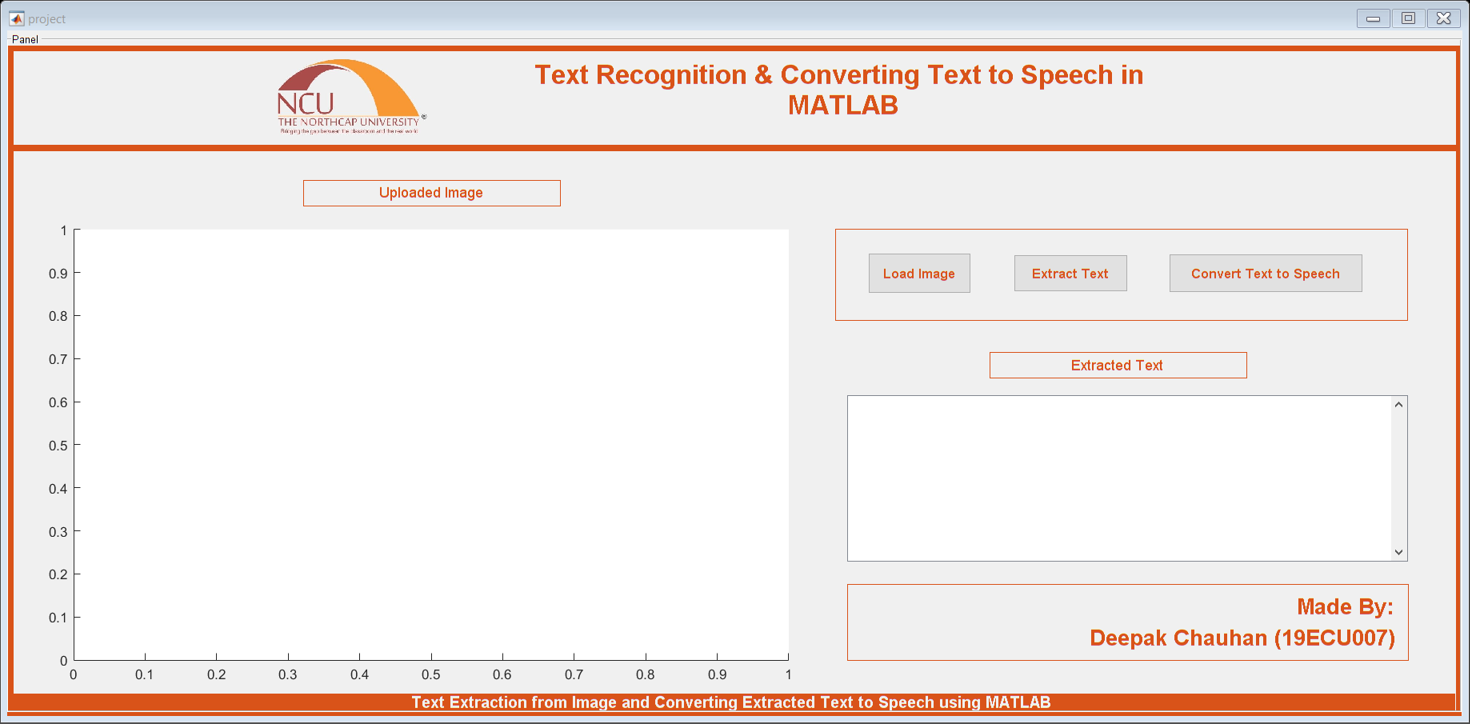 project
Panel
NCU
THE NORTHCAP UNIVERSITY
Text Recognition & Converting Text to Speech in
MATLAB
Uploaded Image
1
0.9
0.8
0.7
0.6
0.5
0.4
0.3
0.2
0.1
0
0 0.1 0.2 0.3 0.4 0.5 0.6 0.7 0.8 0.9 1
Load Image Extract Text Convert Text to Speech
Extracted Text
Made By:
Deepak Chauhan (19ECU007)
Text Extraction from Image and Converting Extracted Text to Speech using MATLAB